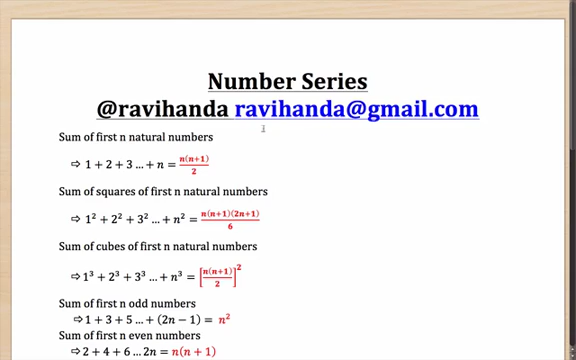 Number Series
@ravihanda ravihanda@gmail.com
Sum of first n natural numbers
⇨ 1 + 2 + 3 … + n = n(n+1)/2
Sum of squares of first n natural numbers
⇨ 1² + 2² + 3² … + n² = n(n+1)(2n+1)/6
Sum of cubes of first n natural numbers
⇨ 1³ + 2³ + 3³ … + n³ = [n(n+1)/2]²
Sum of first n odd numbers
⇨ 1 + 3 + 5 … + (2n − 1) = n²
Sum of first n even numbers
⇨ 2 + 4 + 6 … 2n = n(n + 1)